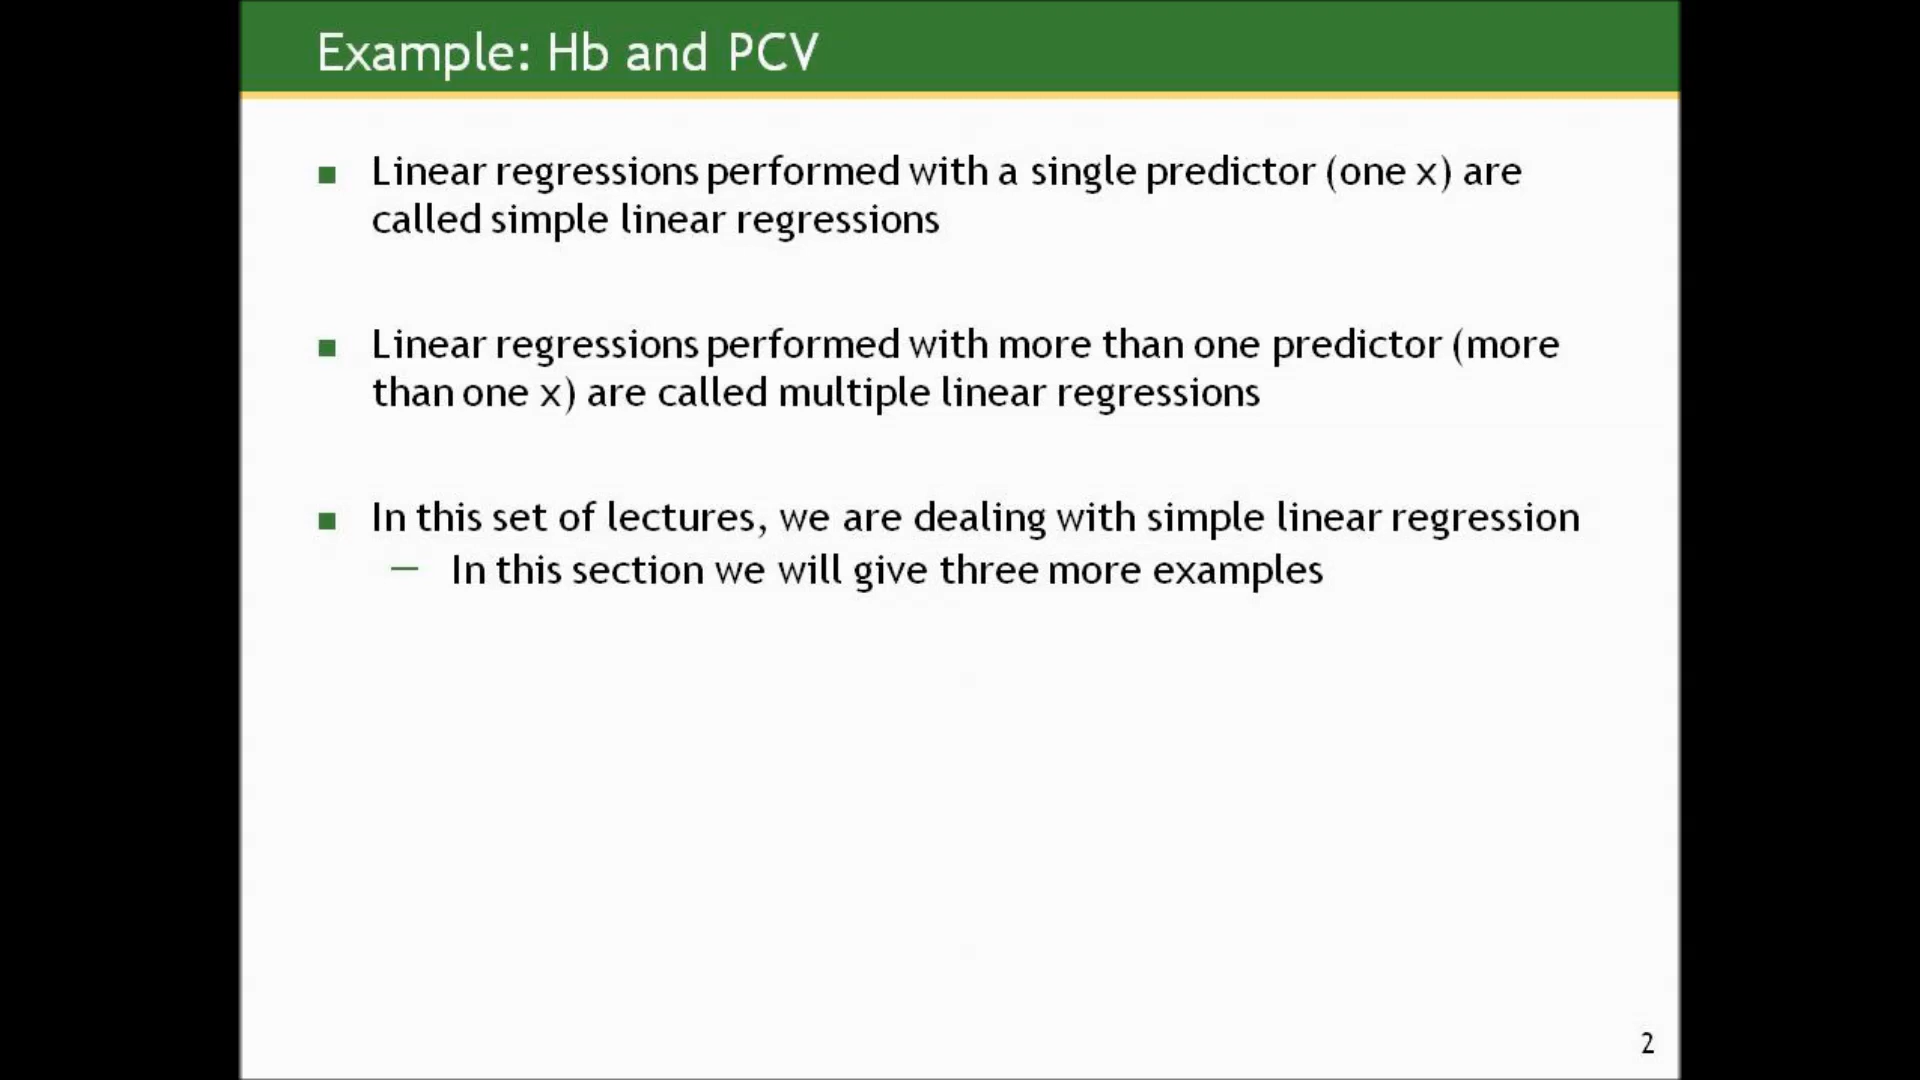 Example: Hb and PCV
Linear regressions performed with a single predictor (one x) are
called simple linear regressions
Linear regressions performed with more than one predictor (more
than one x) are called multiple linear regressions
In this set of lectures, we are dealing with simple linear regression
— In this section we will give three more examples
2